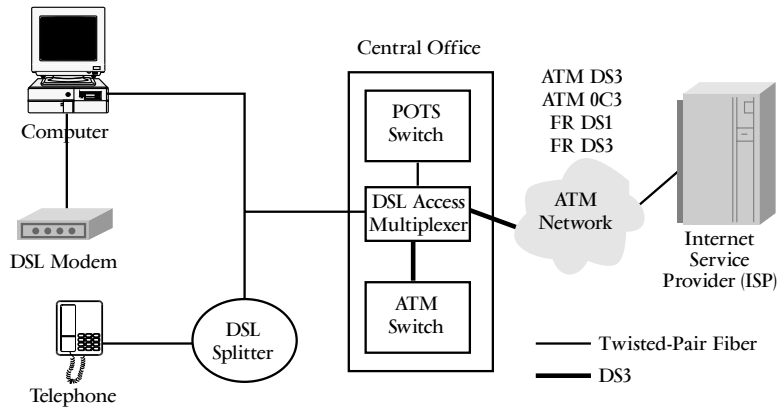 Central Office
ATM DS3
ATM 0C3
FR DS1
FR DS3
Computer
POTS
Switch
DSL Access
Multiplexer
ATM
Network
DSL Modem
Internet
Service
Provider (ISP)
DSL
Splitter
ATM
Switch
Telephone
Twisted-Pair Fiber
DS3